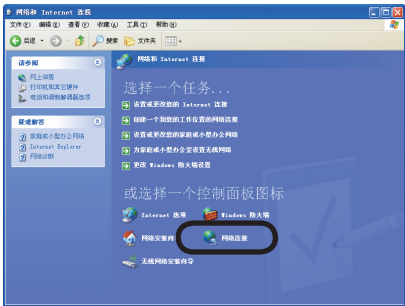 网络和 Internet 连接
文件(F) 编辑(E) 查看(V) 收藏(A) 工具(T) 帮助(H)
后退 搜索 文件夹
请参阅
网上邻居
打印机和其它硬件
电话和调制解调器选项
疑难解答
家庭或小型办公网络
Internet Explorer
网络诊断
网络和 Internet 连接
选择一个任务...
设置或更改您的 Internet 连接
创建一个到您的工作位置的网络连接
设置或更改您的家庭或小型办公网络
为家庭或小型办公室设置无线网络
更改 Windows 防火墙设置
或选择一个控制面板图标
Internet 选项 Windows 防火墙
网络安装向 网络连接
无线网络安装向导